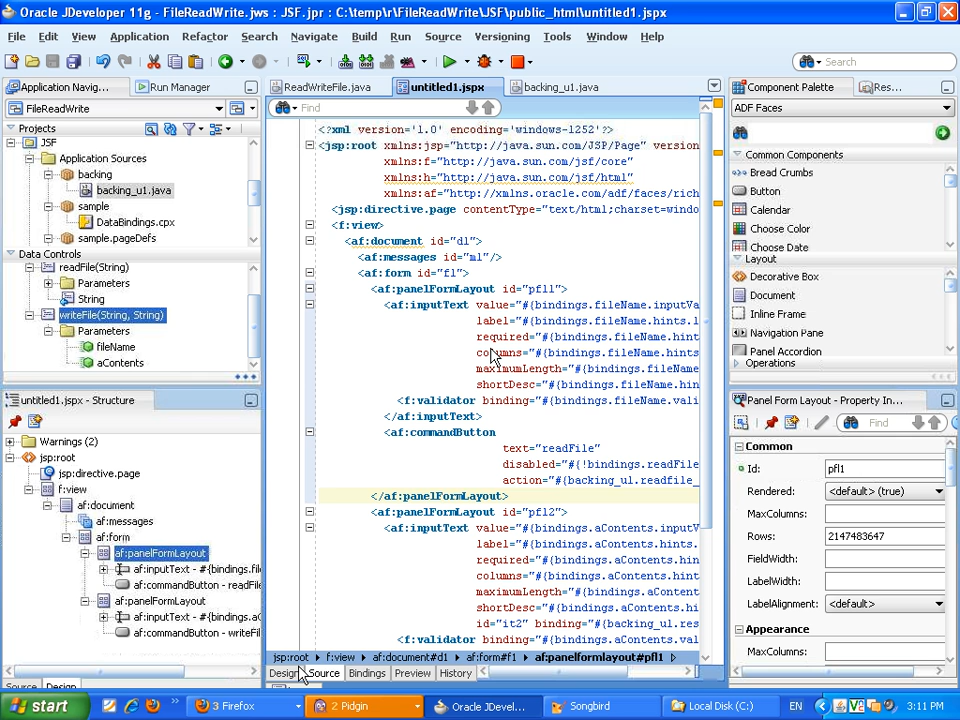 Oracle JDeveloper 11g - FileReadWrite.jws : JSF.jpr : C:\temp\r\FileReadWrite\JSF\public_html\untitled1.jspx
File Edit View Application Refactor Search Navigate Build Run Source Versioning Tools Window Help
Search
Application Navig...
Run Manager
FileReadWrite
Projects
JSF
Application Sources
backing
backing_u1.java
sample
DataBindings.cpx
sample.pageDefs
Data Controls
readFile(String)
Parameters
String
writeFile(String, String)
Parameters
fileName
aContents
untitled1.jspx - Structure
Warnings (2)
jsp:root
jsp:directive.page
f:view
af:document
af:messages
af:form
af:panelFormLayout
af:inputText - #{bindings.file
af:commandButton - readFil
af:panelFormLayout
af:inputText - #{bindings.aC
af:commandButton - writeFil
Source Design
ReadWriteFile.java
untitled1.jspx
backing_u1.java
Find
<?xml version='1.0' encoding='windows-1252'?>
<jsp:root xmlns:jsp="http://java.sun.com/JSP/Page" version
xmlns:f="http://java.sun.com/jsf/core"
xmlns:h="http://java.sun.com/jsf/html"
xmlns:af="http://xmlns.oracle.com/adf/faces/rich
<jsp:directive.page contentType="text/html;charset=windo
<f:view>
<af:document id="d1">
<af:messages id="m1"/>
<af:form id="f1">
<af:panelFormLayout id="pfl1">
<af:inputText value="#{bindings.fileName.inputVa
label="#{bindings.fileName.hints.l
required="#{bindings.fileName.hint
columns="#{bindings.fileName.hints
maximumLength="#{bindings.fileName
shortDesc="#{bindings.fileName.hin
<f:validator binding="#{bindings.fileName.vali
</af:inputText>
<af:commandButton
text="readFile"
disabled="#{!bindings.readFile
action="#{backing_u1.readfile_
</af:panelFormLayout>
<af:panelFormLayout id="pfl2">
<af:inputText value="#{bindings.aContents.inputV
label="#{bindings.aContents.hints.
required="#{bindings.aContents.hin
columns="#{bindings.aContents.hint
maximumLength="#{bindings.aContent
shortDesc="#{bindings.aContents.hi
id="it2" binding="#{backing_u1.res
<f:validator binding="#{bindings.aContents.val
jsp:root f:view af:document#d1 af:form#f1 af:panelformlayout#pfl1
Design Source Bindings Preview History
Component Palette
Res...
ADF Faces
Common Components
Bread Crumbs
Button
Calendar
Choose Color
Choose Date
Layout
Decorative Box
Document
Inline Frame
Navigation Pane
Panel Accordion
Operations
Panel Form Layout - Property In...
Find
Common
Id: pfl1
Rendered: <default> (true)
MaxColumns:
Rows: 2147483647
FieldWidth:
LabelWidth:
LabelAlignment: <default>
Appearance
MaxColumns:
start
3 Firefox
2 Pidgin
Oracle JDevel...
Songbird
Local Disk (C:)
EN
3:11 PM